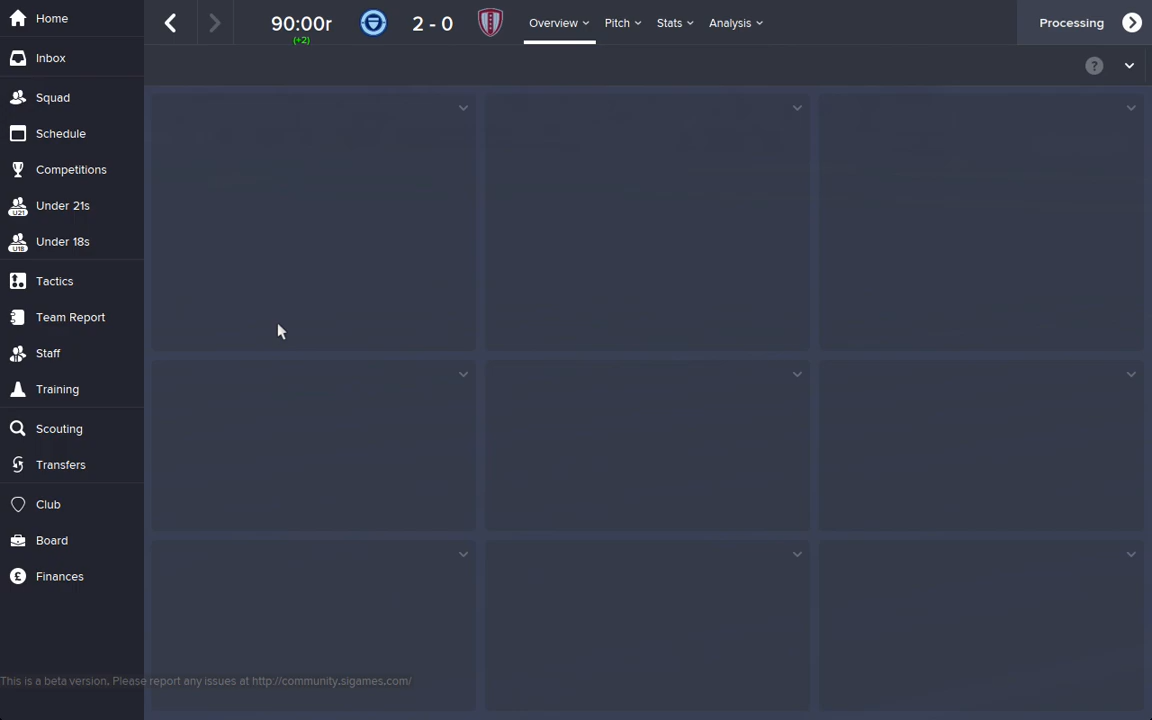 Home
90:00r
(+2)
2 - 0
Overview
Pitch
Stats
Analysis
Processing
Inbox
?
Squad
Schedule
Competitions
U21
Under 21s
U18
Under 18s
Tactics
Team Report
Staff
Training
Scouting
Transfers
Club
Board
£
Finances
This is a beta version. Please report any issues at http://community.sigames.com/